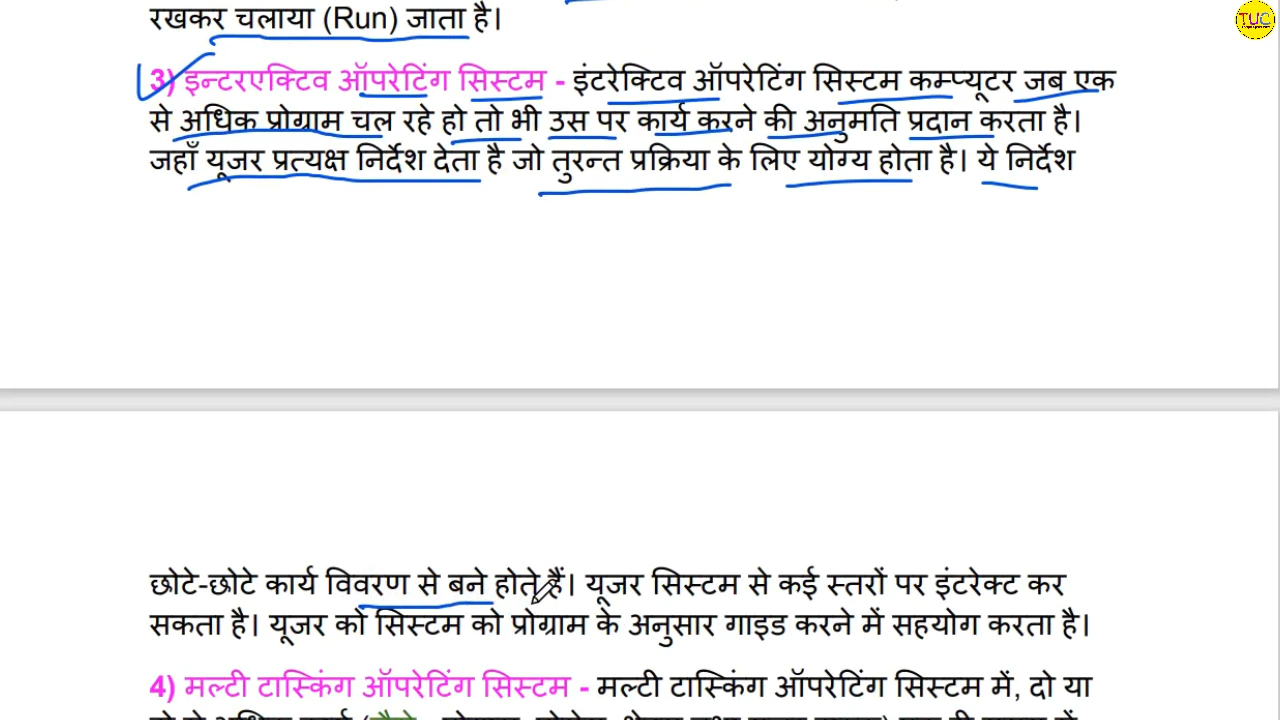 रखकर चलाया (Run) जाता है।
TUC
3) इन्टरएक्टिव ऑपरेटिंग सिस्टम - इंटरेक्टिव ऑपरेटिंग सिस्टम कम्प्यूटर जब एक
से अधिक प्रोग्राम चल रहे हो तो भी उस पर कार्य करने की अनुमति प्रदान करता है।
जहाँ यूजर प्रत्यक्ष निर्देश देता है जो तुरन्त प्रक्रिया के लिए योग्य होता है। ये निर्देश
छोटे-छोटे कार्य विवरण से बने होते हैं। यूजर सिस्टम से कई स्तरों पर इंटरेक्ट कर
सकता है। यूजर को सिस्टम को प्रोग्राम के अनुसार गाइड करने में सहयोग करता है।
4) मल्टी टास्किंग ऑपरेटिंग सिस्टम - मल्टी टास्किंग ऑपरेटिंग सिस्टम में, दो या